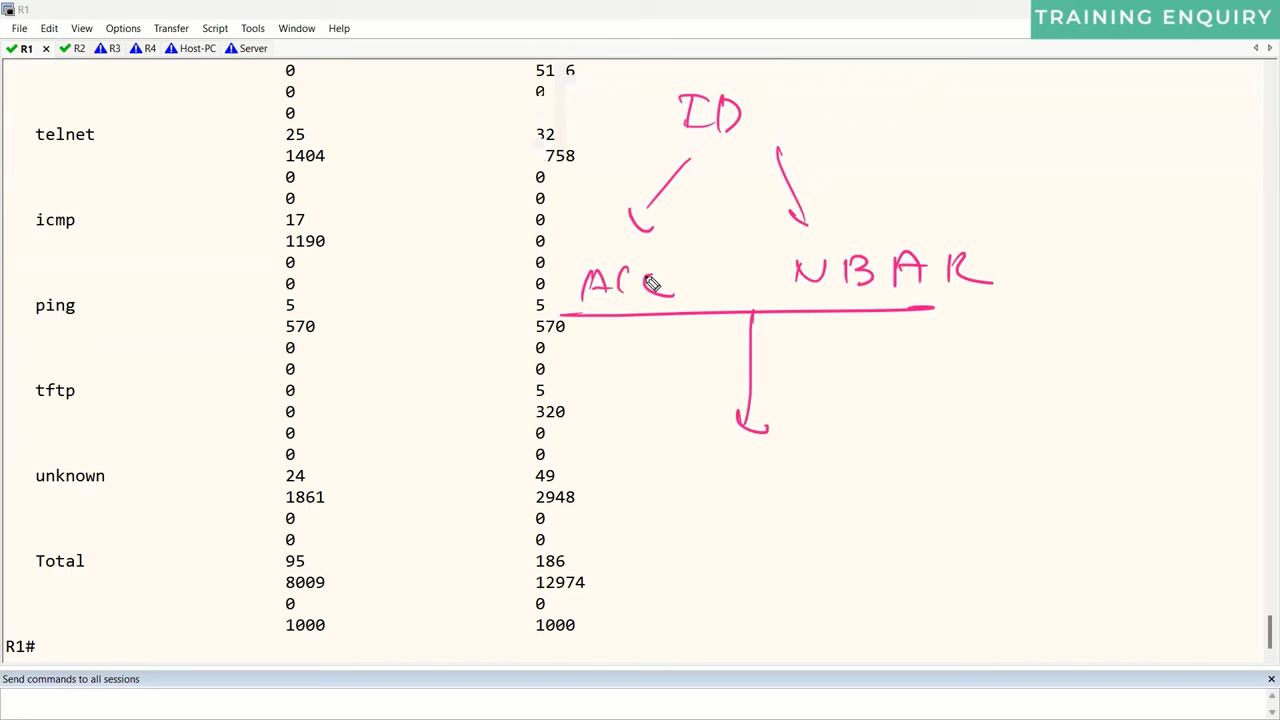 R1
TRAINING ENQUIRY
File Edit View Options Transfer Script Tools Window Help
R1 R2 R3 R4 Host-PC Server
0 51 6
0 0
0
telnet 25 32
1404 758
0 0
0 0
icmp 17 0
1190 0
0 0
0 0
ping 5 5
570 570
0 0
0 0
tftp 0 5
0 320
0 0
0 0
unknown 24 49
1861 2948
0 0
0 0
Total 95 186
8009 12974
0 0
1000 1000
R1#
ID
ACL NBAR
Send commands to all sessions